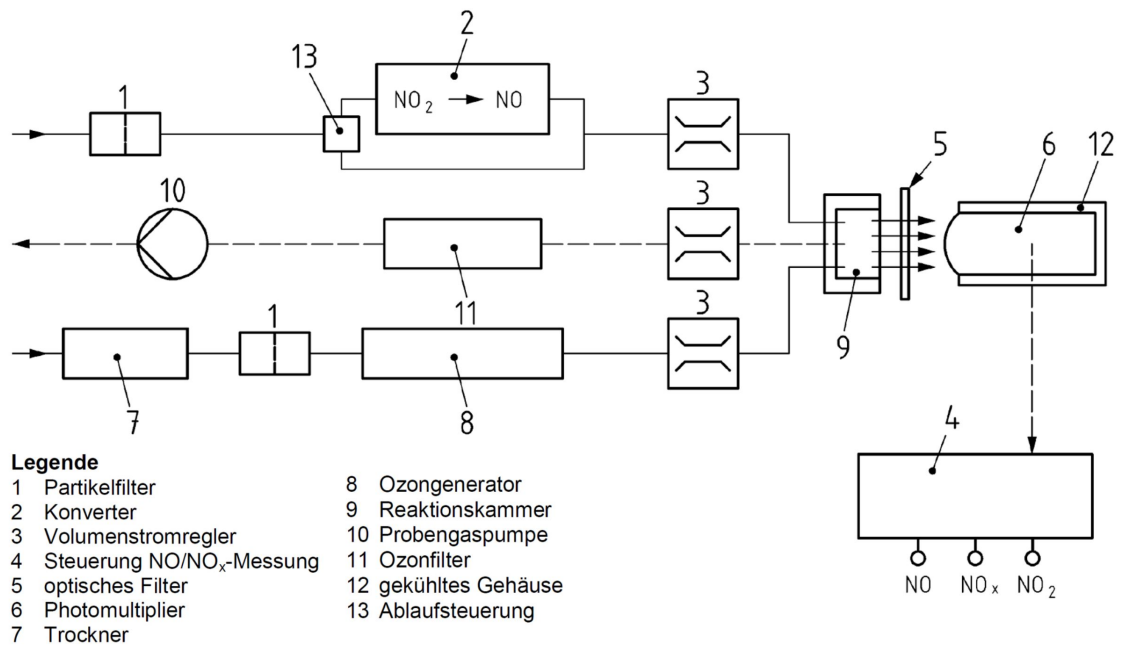 2
13
1
NO₂ → NO
3
5
6
12
10
3
11
1
3
9
7
8
4
NO
NOₓ
NO₂
Legende
1 Partikelfilter
2 Konverter
3 Volumenstromregler
4 Steuerung NO/NOₓ-Messung
5 optisches Filter
6 Photomultiplier
7 Trockner
8 Ozongenerator
9 Reaktionskammer
10 Probengaspumpe
11 Ozonfilter
12 gekühltes Gehäuse
13 Ablaufsteuerung